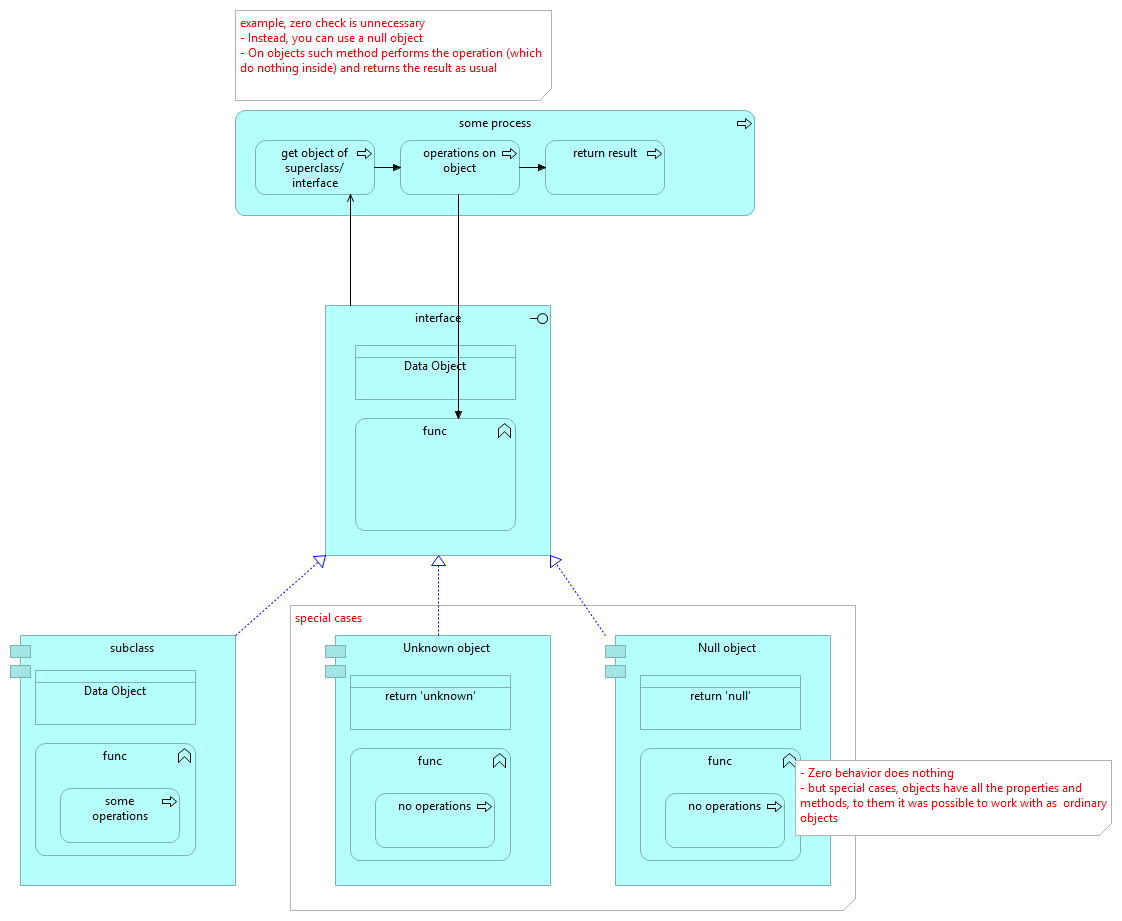 example, zero check is unnecessary
- Instead, you can use a null object
- On objects such method performs the operation (which
do nothing inside) and returns the result as usual
some process
get object of
superclass/
interface
operations on
object
return result
interface
Data Object
func
special cases
subclass
Data Object
func
some
operations
Unknown object
return 'unknown'
func
no operations
Null object
return 'null'
func
no operations
- Zero behavior does nothing
- but special cases, objects have all the properties and
methods, to them it was possible to work with as  ordinary
objects